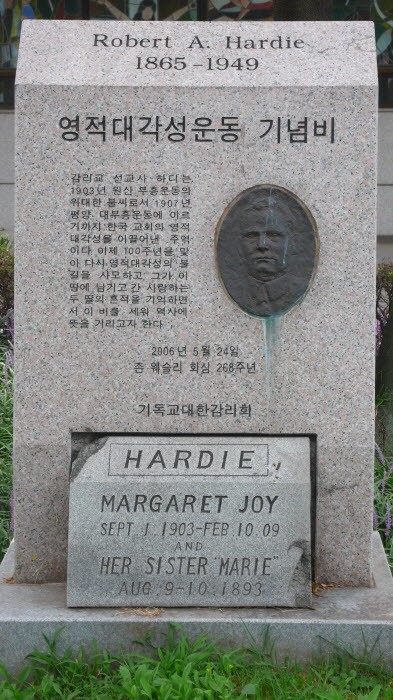 Robert A. Hardie
1865-1949
영적대각성운동 기념비
감리교 선교사 하디는
1903년 원산 부흥운동의
위대한 불씨로서 1907년
평양 대부흥운동에 이르
기까지 한국 교회의 영적
대각성을 이끌어낸 주역
이다 이제 100주년을 맞
이 다시 영적대각성의 불
길을 사모하고 그가 이
땅에 남기고 간 사랑하는
두 딸의 흔적을 기억하면
서 이 비를 세워 역사에
뜻을 기리고자 한다
2006년 5월 24일
존 웨슬리 회심 268주년
기독교대한감리회
HARDIE
MARGARET JOY
SEPT 1. 1903-FEB 10.09
AND
HER SISTER "MARIE"
AUG. 9-10.1893